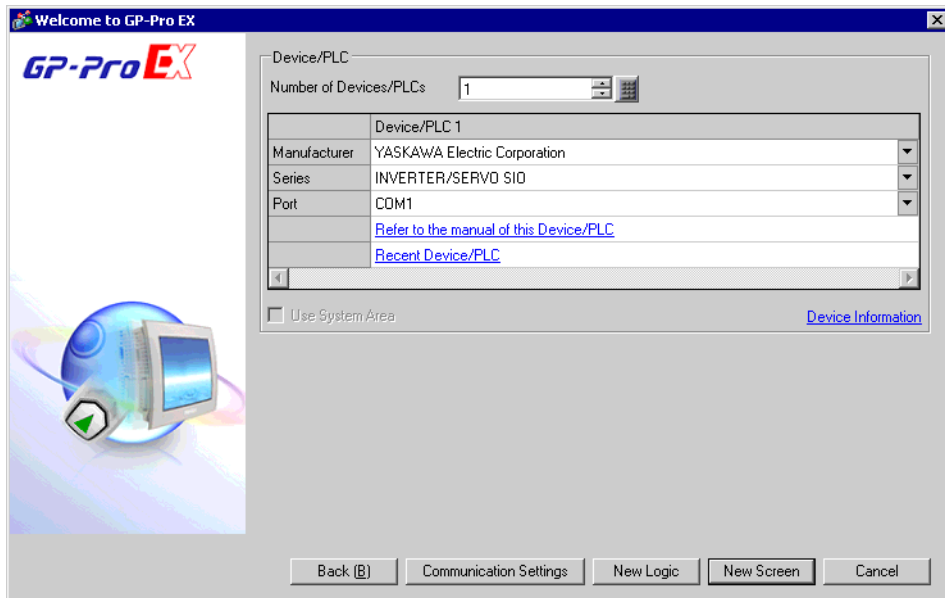 Welcome to GP-Pro EX
GP-Pro EX
Device/PLC
Number of Devices/PLCs 1
Device/PLC 1
Manufacturer YASKAWA Electric Corporation
Series INVERTER/SERVO SIO
Port COM1
Refer to the manual of this Device/PLC
Recent Device/PLC
Use System Area Device Information
Back (B) Communication Settings New Logic New Screen Cancel